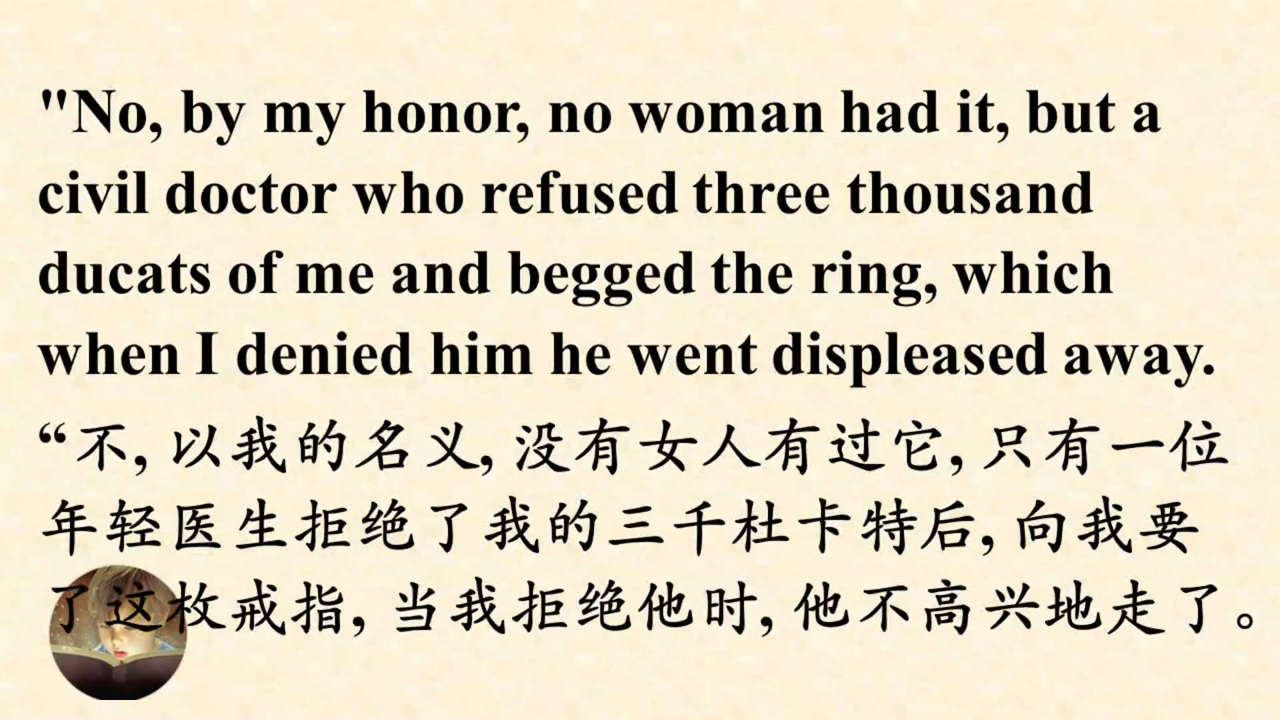 "No, by my honor, no woman had it, but a
civil doctor who refused three thousand
ducats of me and begged the ring, which
when I denied him he went displeased away.
“不, 以我的名义, 没有女人有过它, 只有一位
年轻医生拒绝了我的三千杜卡特后, 向我要
了这枚戒指, 当我拒绝他时, 他不高兴地走了。